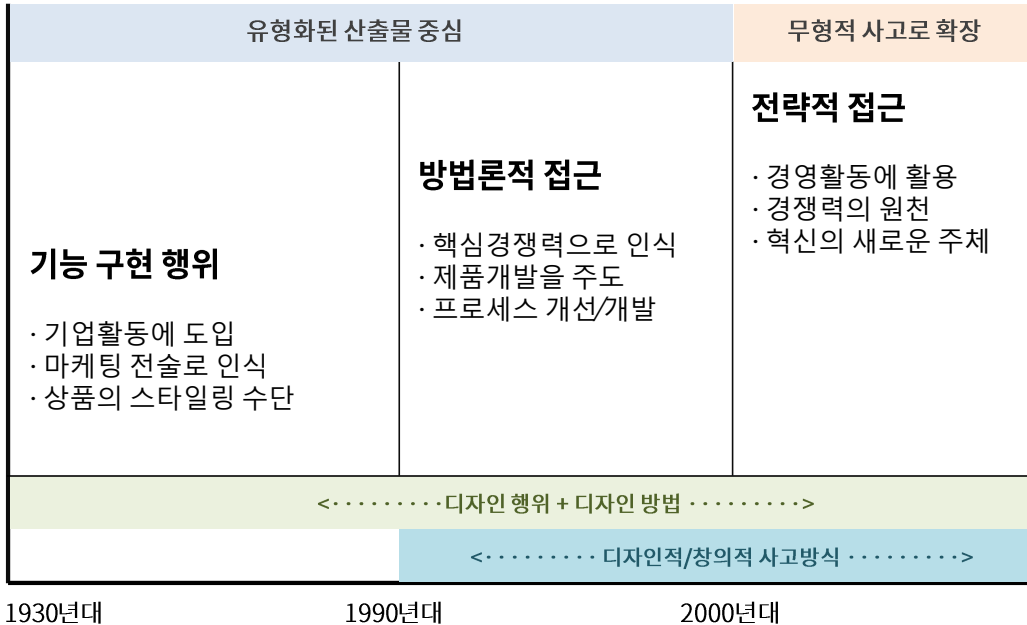 유형화된 산출물 중심
무형적 사고로 확장
기능 구현 행위
· 기업활동에 도입
· 마케팅 전술로 인식
· 상품의 스타일링 수단
방법론적 접근
· 핵심경쟁력으로 인식
· 제품개발을 주도
· 프로세스 개선/개발
전략적 접근
· 경영활동에 활용
· 경쟁력의 원천
· 혁신의 새로운 주체
<·········디자인 행위 + 디자인 방법 ·········>
<········· 디자인적/창의적 사고방식 ·········>
1930년대
1990년대
2000년대